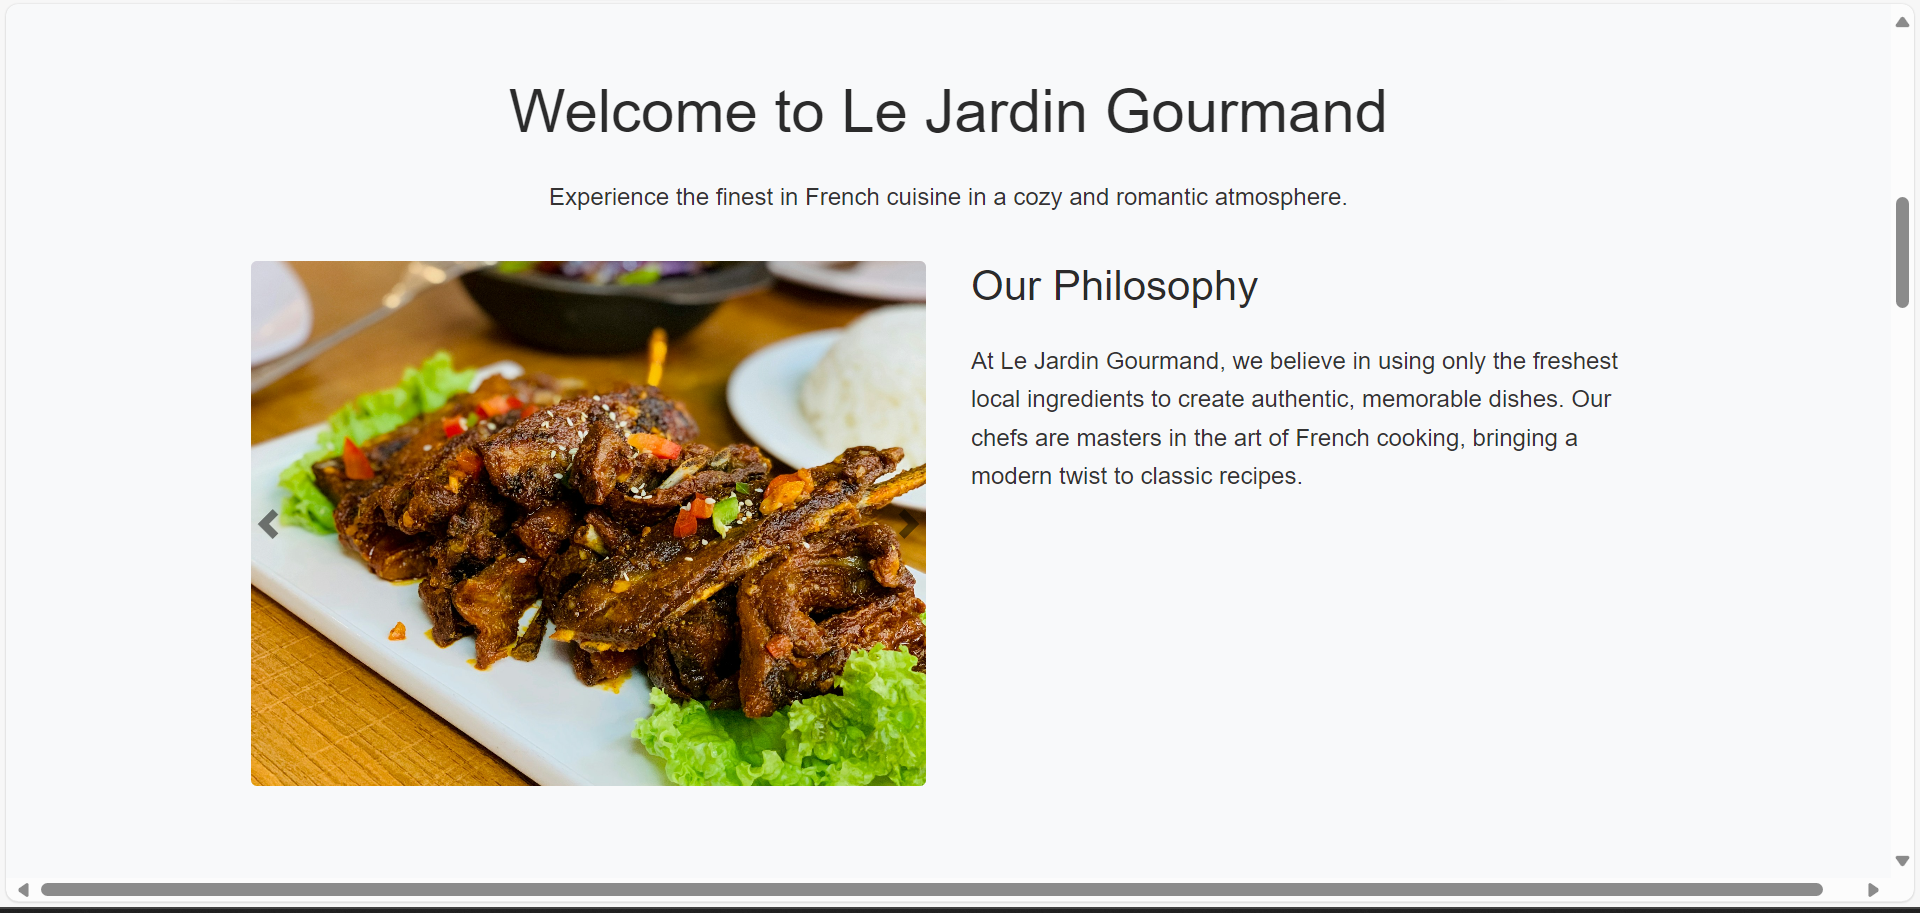 Welcome to Le Jardin Gourmand
Experience the finest in French cuisine in a cozy and romantic atmosphere.
Our Philosophy
At Le Jardin Gourmand, we believe in using only the freshest
local ingredients to create authentic, memorable dishes. Our
chefs are masters in the art of French cooking, bringing a
modern twist to classic recipes.